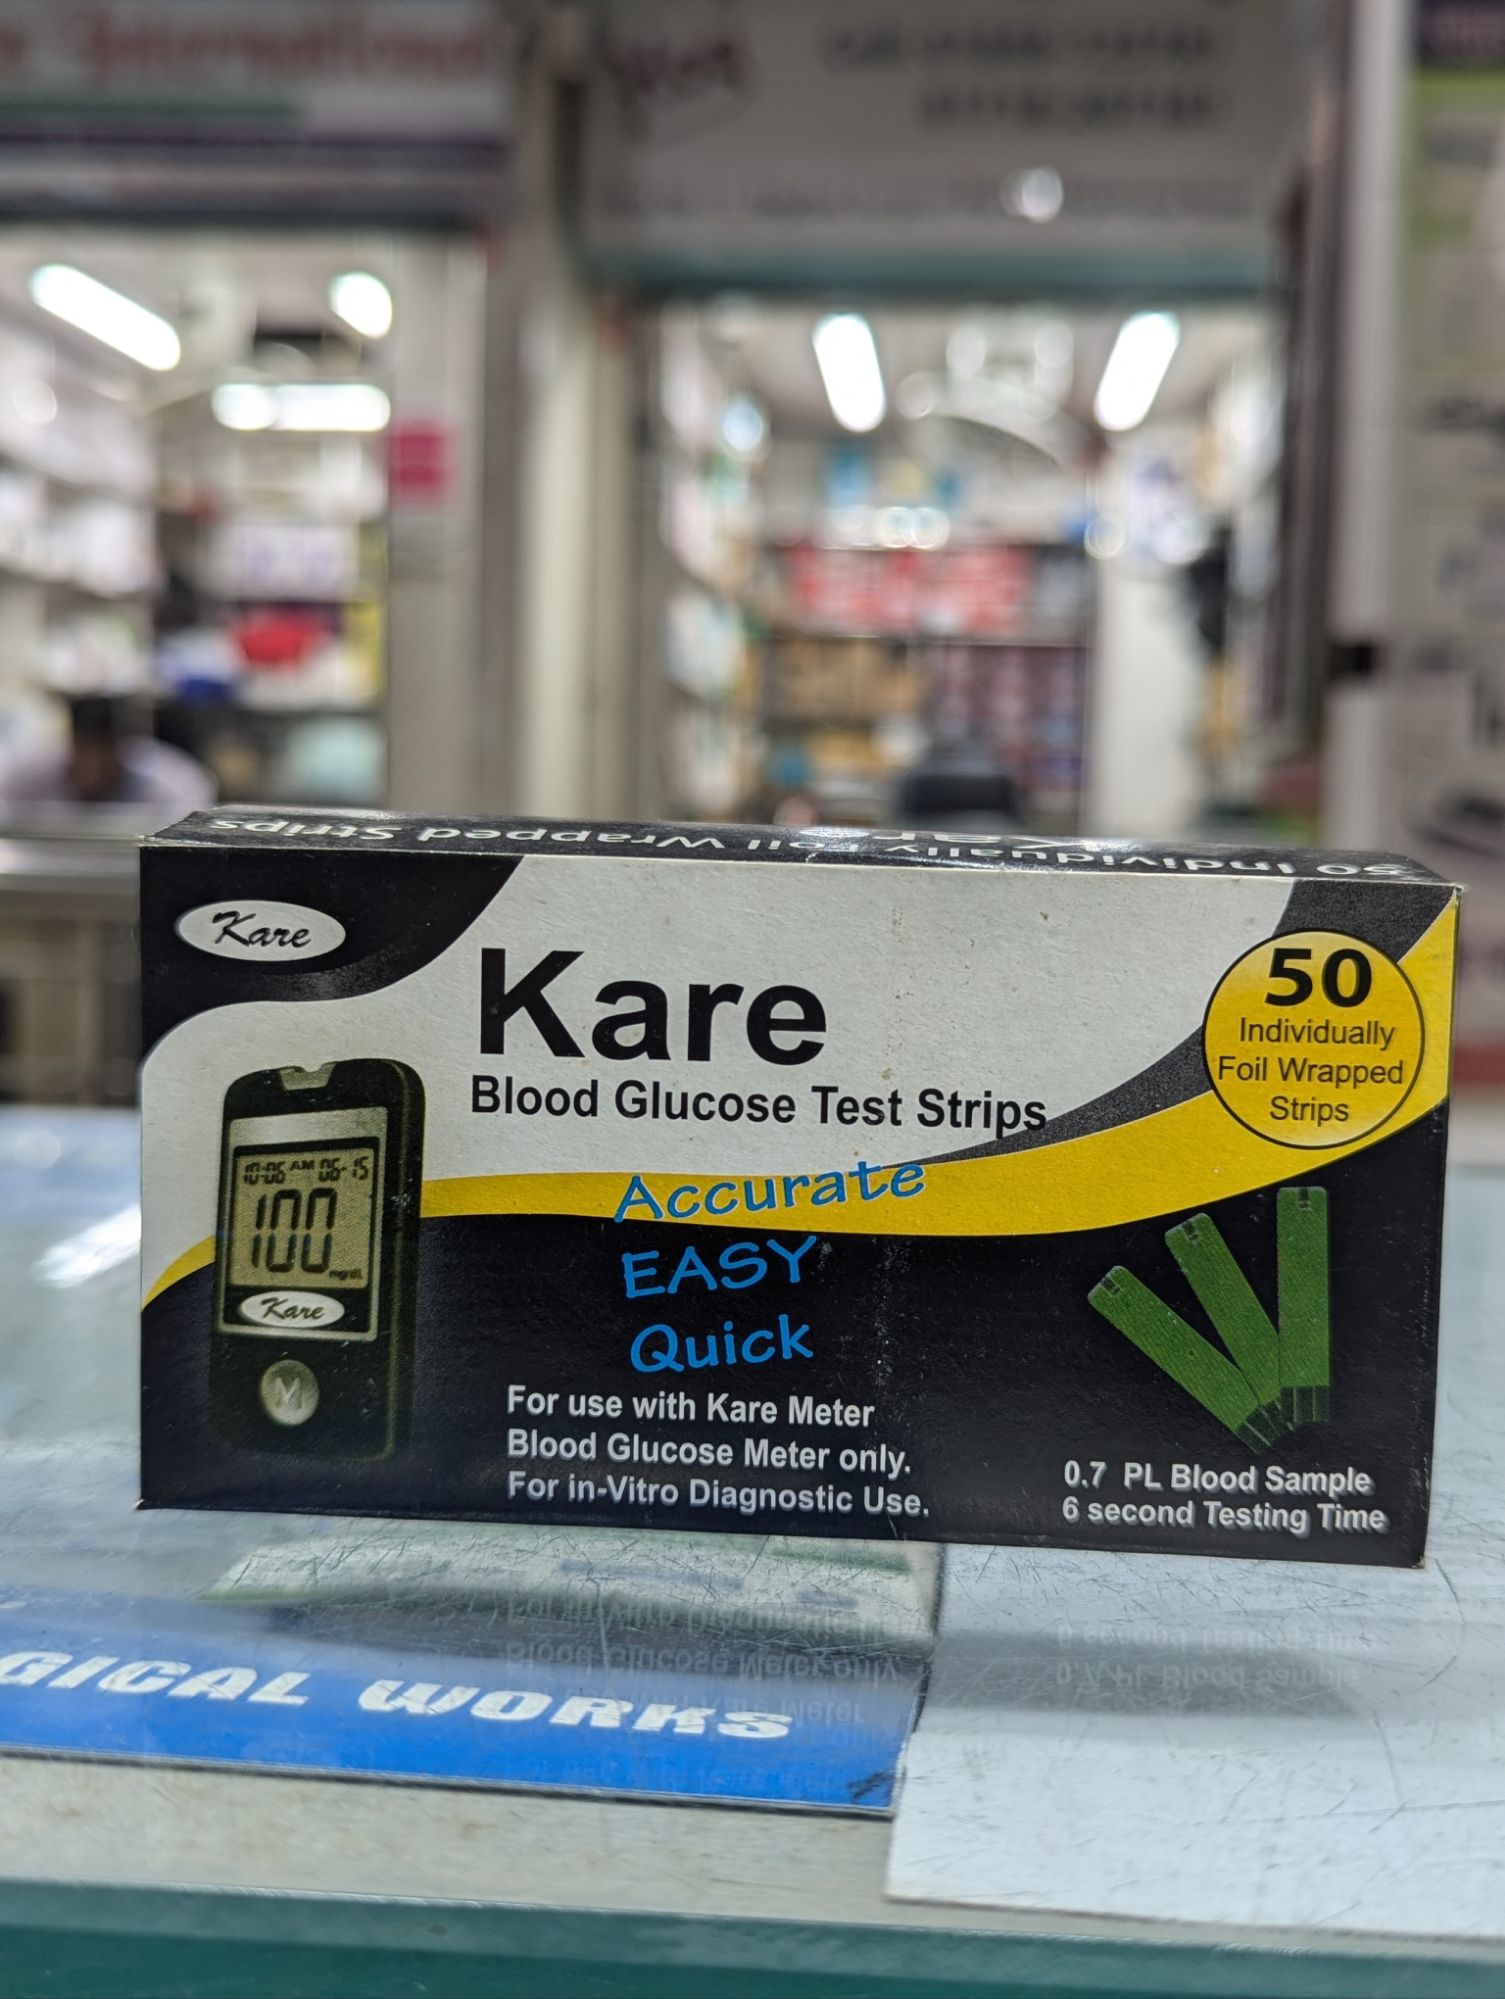 50 Individually Foil Wrapped Strips
Kare
Kare
Blood Glucose Test Strips
50
Individually
Foil Wrapped
Strips
10-06 AM 06-15
100
mg/dL
Kare
M
Accurate
EASY
Quick
For use with Kare Meter
Blood Glucose Meter only.
For in-Vitro Diagnostic Use.
0.7 PL Blood Sample
6 second Testing Time
GICAL WORKS